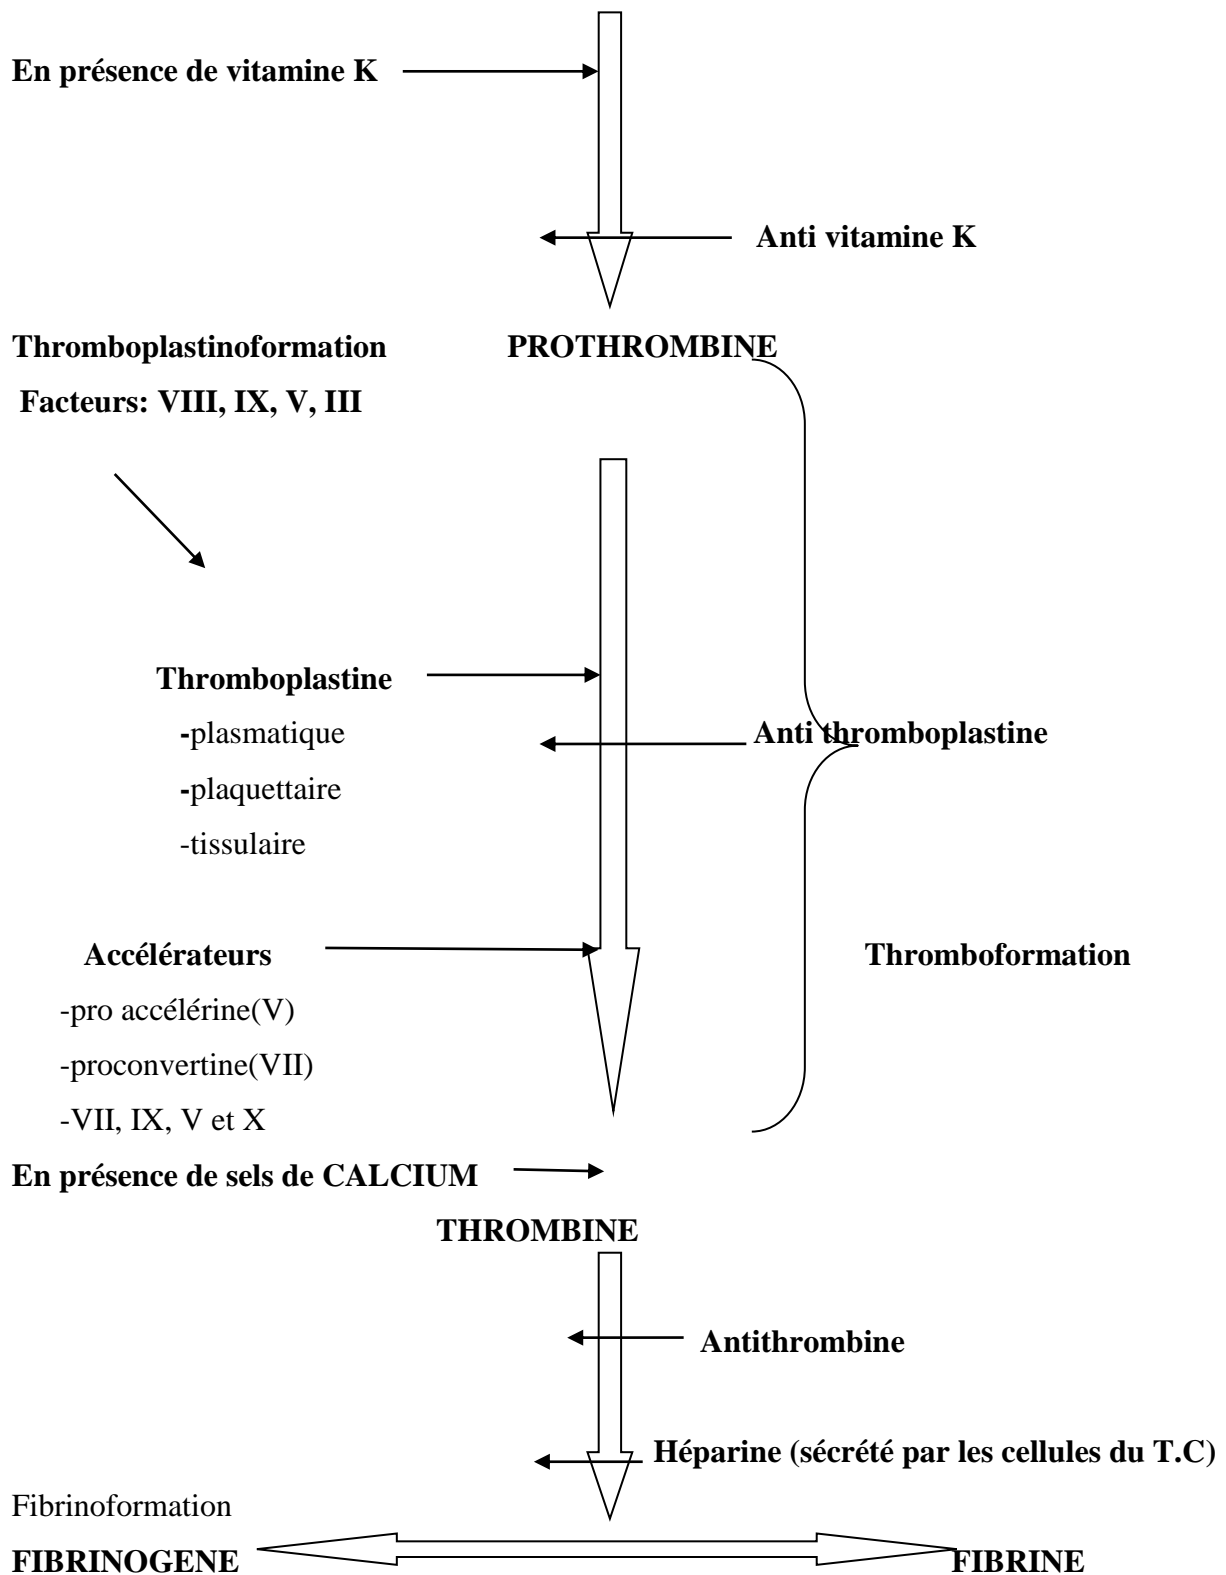 En présence de vitamine K
Anti vitamine K
Thromboplastinoformation PROTHROMBINE
Facteurs: VIII, IX, V, III
Thromboplastine
-plasmatique
Anti thromboplastine
-plaquettaire
-tissulaire
Accélérateurs
Thromboformation
-pro accélérine(V)
-proconvertine(VII)
-VII, IX, V et X
En présence de sels de CALCIUM
THROMBINE
Antithrombine
Héparine (sécrété par les cellules du T.C)
Fibrinoformation
FIBRINOGENE FIBRINE